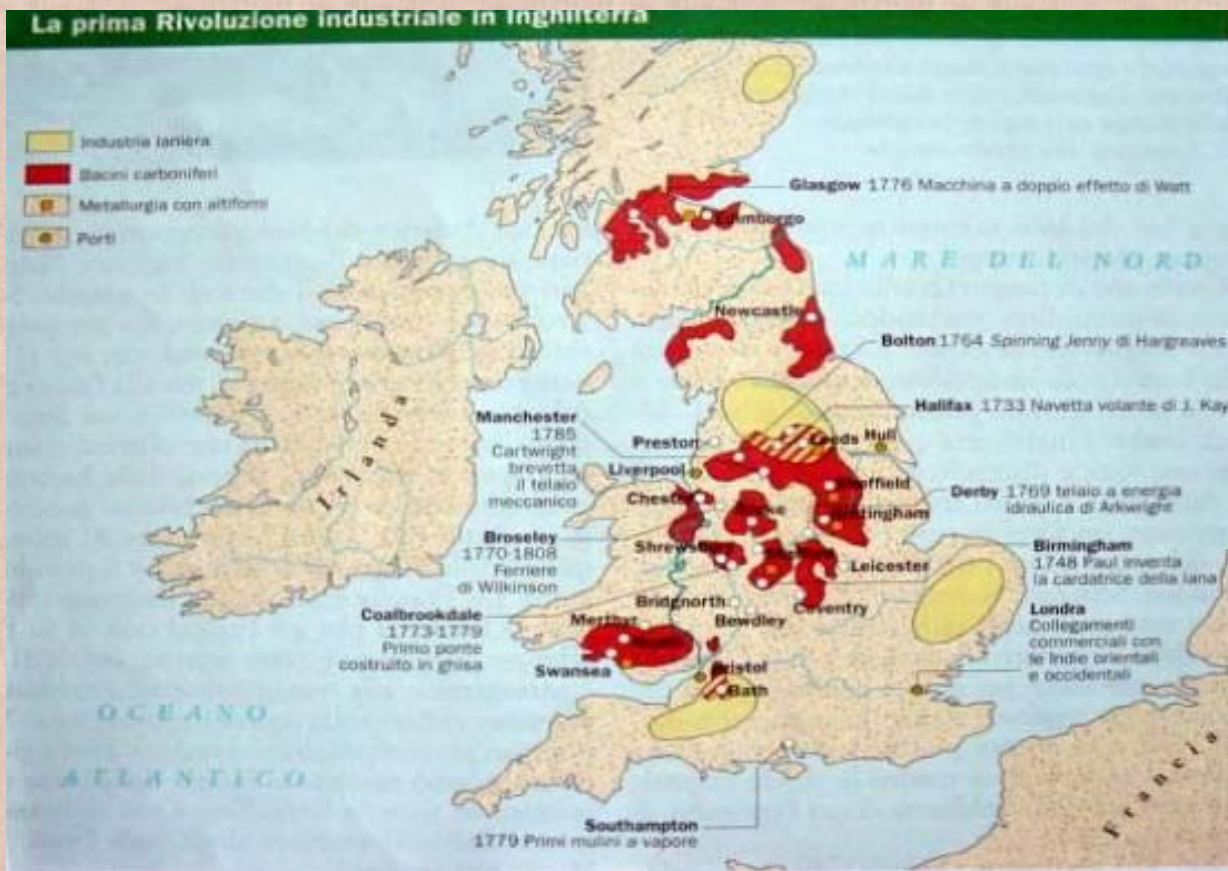 La prima Rivoluzione industriale in Inghilterra
Industria laniera
Bacini carboniferi
Metallurgia con altiforni
Porti
Glasgow 1776 Macchina a doppio effetto di Watt
Edimborgo
MARE DEL NORD
Newcastle
Bolton 1764 Spinning Jenny di Hargreaves
Halifax 1733 Navetta volante di J. Kay
Manchester
1785
Cartwright
brevetta
il telaio
meccanico
Preston
Leeds
Hull
Liverpool
Sheffield
Chester
Derby 1769 telaio a energia
idraulica di Arkwright
Nottingham
Broseley
1770-1808
Ferriere
di Wilkinson
Shrewsbury
Birmingham
1748 Paul inventa
la cardatrice della lana
Leicester
Bridgnorth
Coventry
Bewdley
Londra
Collegamenti
commerciali con
le Indie orientali
e occidentali
Coalbrookdale
1773-1779
Primo ponte
costruito in ghisa
Merthyr
Swansea
Bristol
Bath
Irlanda
OCEANO
ATLANTICO
Southampton
1779 Primi mulini a vapore
Francia